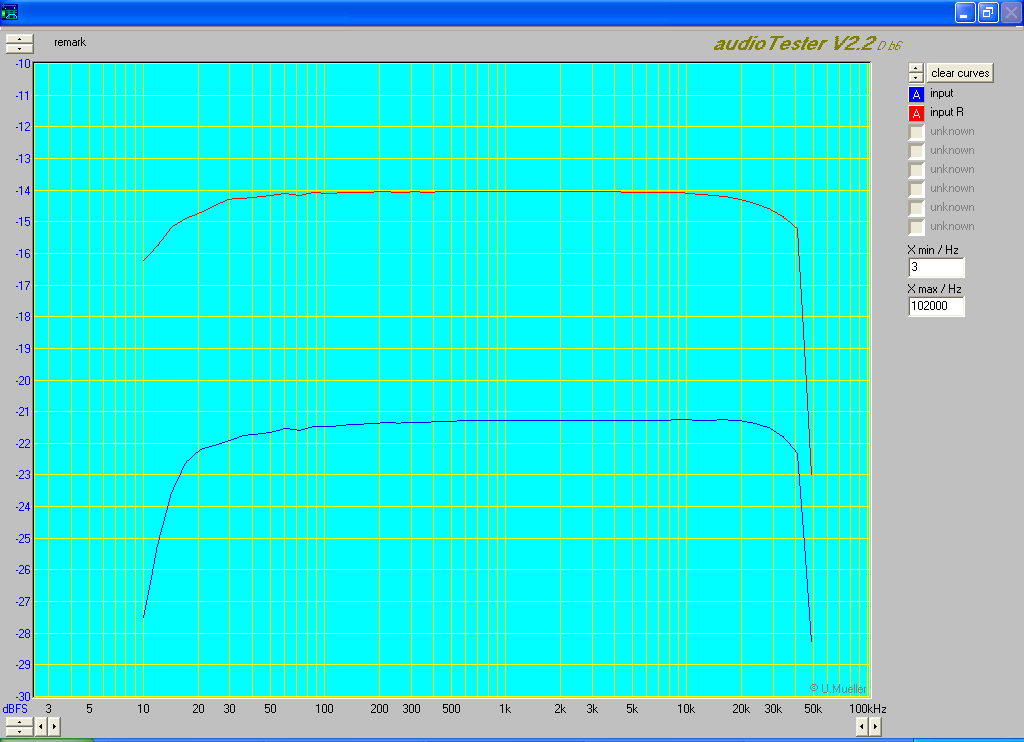 remark
audioTester V2.2 D b6
clear curves
A input
A input R
unknown
unknown
unknown
unknown
unknown
unknown
X min / Hz
3
X max / Hz
102000
-10
-11
-12
-13
-14
-15
-16
-17
-18
-19
-20
-21
-22
-23
-24
-25
-26
-27
-28
-29
-30
© U.Mueller
dBFS 3 5 10 20 30 50 100 200 300 500 1k 2k 3k 5k 10k 20k 30k 50k 100kHz